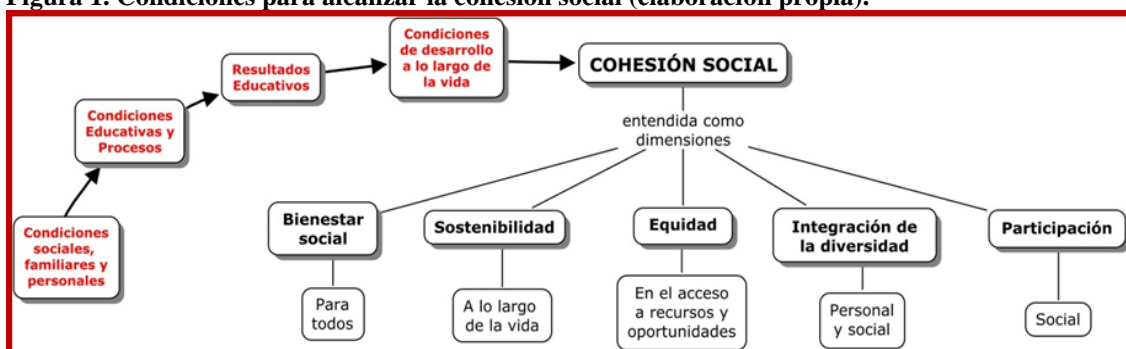 Figura 1. Condiciones para alcanzar la cohesión social (elaboración propia).
Condiciones
de desarrollo
a lo largo de
la vida
COHESIÓN SOCIAL
Resultados
Educativos
Condiciones
Educativas y
Procesos
Condiciones
sociales,
familiares y
personales
entendida como
dimensiones
Bienestar
social
Sostenibilidad
Equidad
Integración de
la diversidad
Participación
Para
todos
A lo largo
de la vida
En el acceso
a recursos y
oportunidades
Personal
y social
Social